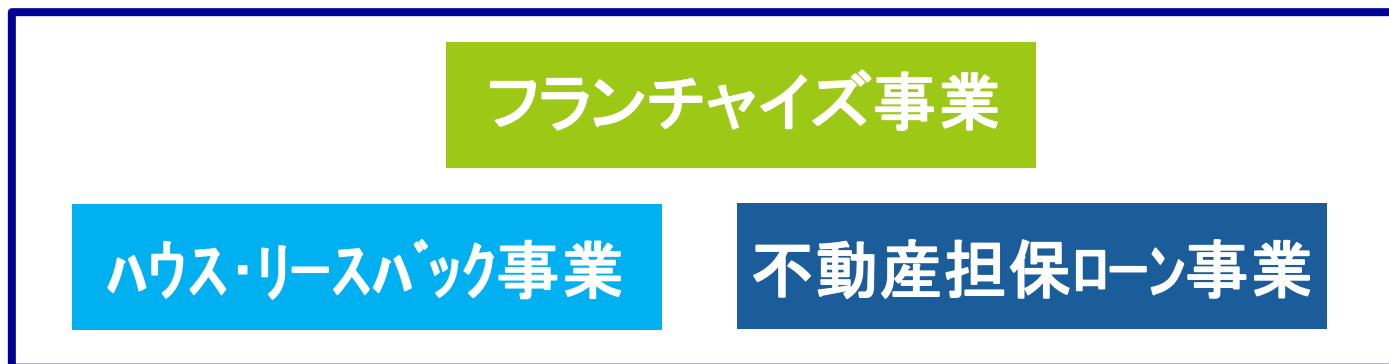 フランチャイズ事業
ハウス・リースバック事業
不動産担保ローン事業